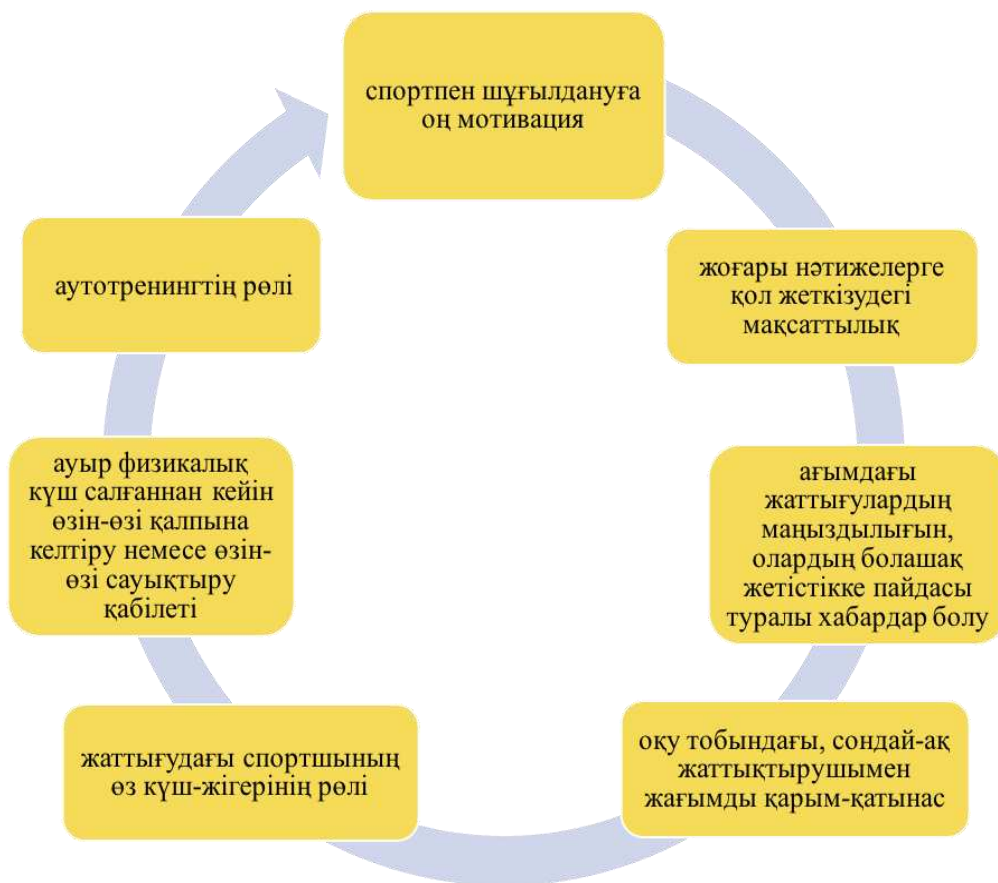 спортпен шұғылдануға
оң мотивация
жоғары нәтижелерге
қол жеткізудегі
мақсаттылық
ағымдағы
жаттығулардың
маңыздылығын,
олардың болашақ
жетістікке пайдасы
туралы хабардар болу
оқу тобындағы, сондай-ақ
жаттықтырушымен
жағымды қарым-қатынас
жаттығудағы спортшының
өз күш-жігерінің рөлі
ауыр физикалық
күш салғаннан кейін
өзін-өзі қалпына
келтіру немесе өзін-
өзі сауықтыру
қабілеті
аутотренингтің рөлі